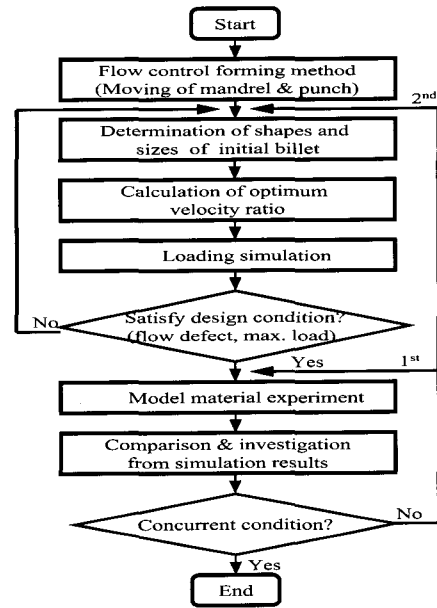 Start
Flow control forming method
(Moving of mandrel & punch)
2nd
Determination of shapes and
sizes of initial billet
Calculation of optimum
velocity ratio
Loading simulation
Satisfy design condition?
(flow defect, max. load)
No
Yes
1st
Model material experiment
Comparison & investigation
from simulation results
Concurrent condition?
No
Yes
End